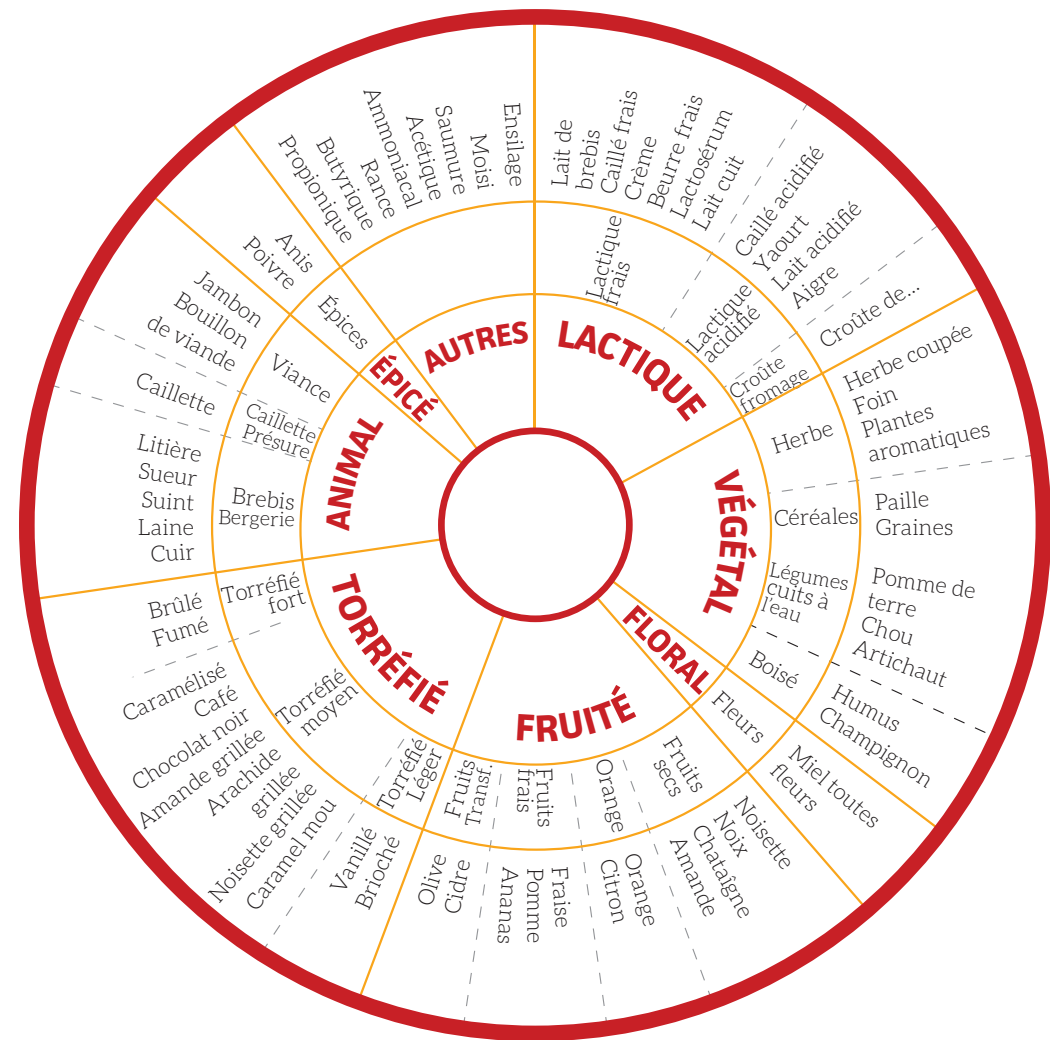 LACTIQUE
Lactique
frais
Lait de
brebis
Caillé frais
Crème
Beurre frais
Lactosérum
Lait cuit
Lactique
acidifié
Caillé acidifié
Yaourt
Lait acidifié
Aigre
Croûte
fromage
Croûte de...
VÉGÉTAL
Herbe
Herbe coupée
Foin
Plantes
aromatiques
Céréales
Paille
Graines
Légumes
cuits à
l'eau
Pomme de
terre
Chou
Artichaut
Boisé
Humus
Champignon
FLORAL
Fleurs
Miel toutes
fleurs
FRUITÉ
Fruits
secs
Noisette
Noix
Chataîgne
Amande
Orange
Orange
Citron
Fruits
frais
Fraise
Pomme
Ananas
Fruits
Transf.
Olive
Cidre
TORRÉFIÉ
Torréfié
Léger
Vanillé
Brioché
Torréfié
moyen
Caramélisé
Café
Chocolat noir
Amande grillée
Arachide
grillée
Noisette grillée
Caramel mou
Torréfié
fort
Brûlé
Fumé
ANIMAL
Brebis
Bergerie
Litière
Sueur
Suint
Laine
Cuir
Caillette
Présure
Caillette
Viance
Jambon
Bouillon
de viande
ÉPICÉ
Épices
Anis
Poivre
AUTRES
Propionique
Butyrique
Rance
Ammoniacal
Acétique
Saumure
Moisi
Ensilage